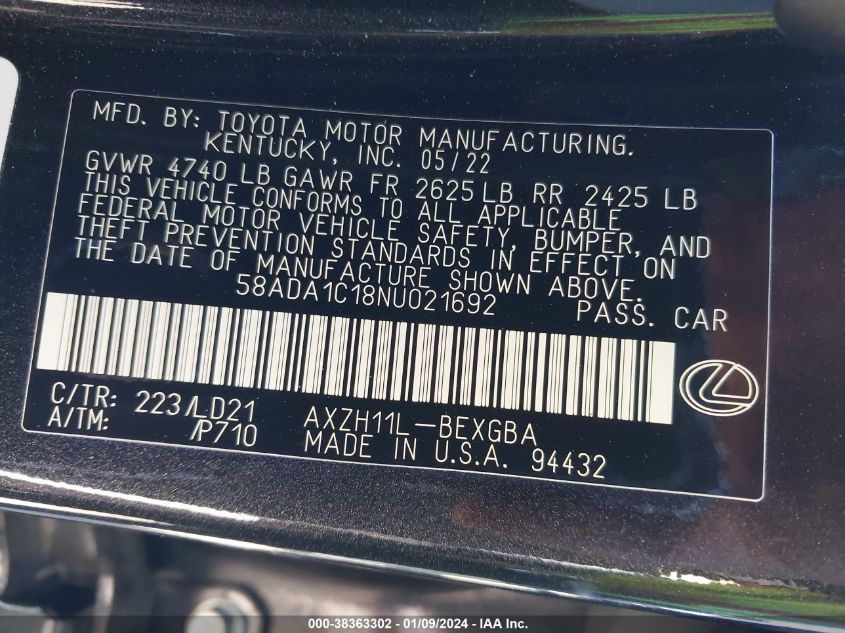 MFD. BY: TOYOTA MOTOR MANUFACTURING.
KENTUCKY, INC. 05/22
GVWR 4740 LB GAWR FR 2625 LB RR 2425 LB
THIS VEHICLE CONFORMS TO ALL APPLICABLE
FEDERAL MOTOR VEHICLE SAFETY, BUMPER, AND
THEFT PREVENTION STANDARDS IN EFFECT ON
THE DATE OF MANUFACTURE SHOWN ABOVE.
58ADA1C18NU021692 PASS. CAR
C/TR: 223/LD21 AXZH11L-BEXGBA
A/TM: /P710 MADE IN U.S.A. 94432
000-38363302 - 01/09/2024 - IAA Inc.